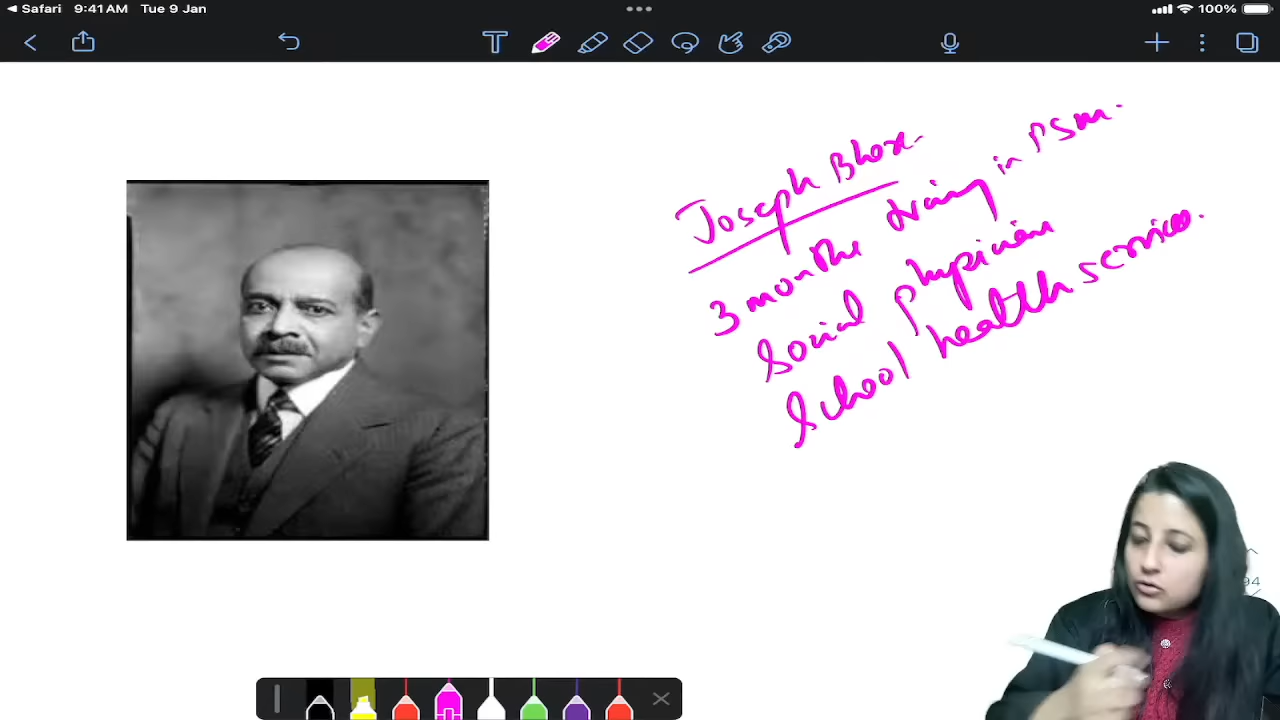 Safari 9:41 AM Tue 9 Jan 100%
T
Joseph Bhore.
3 months training in PSM.
Social physician
School health services.
94